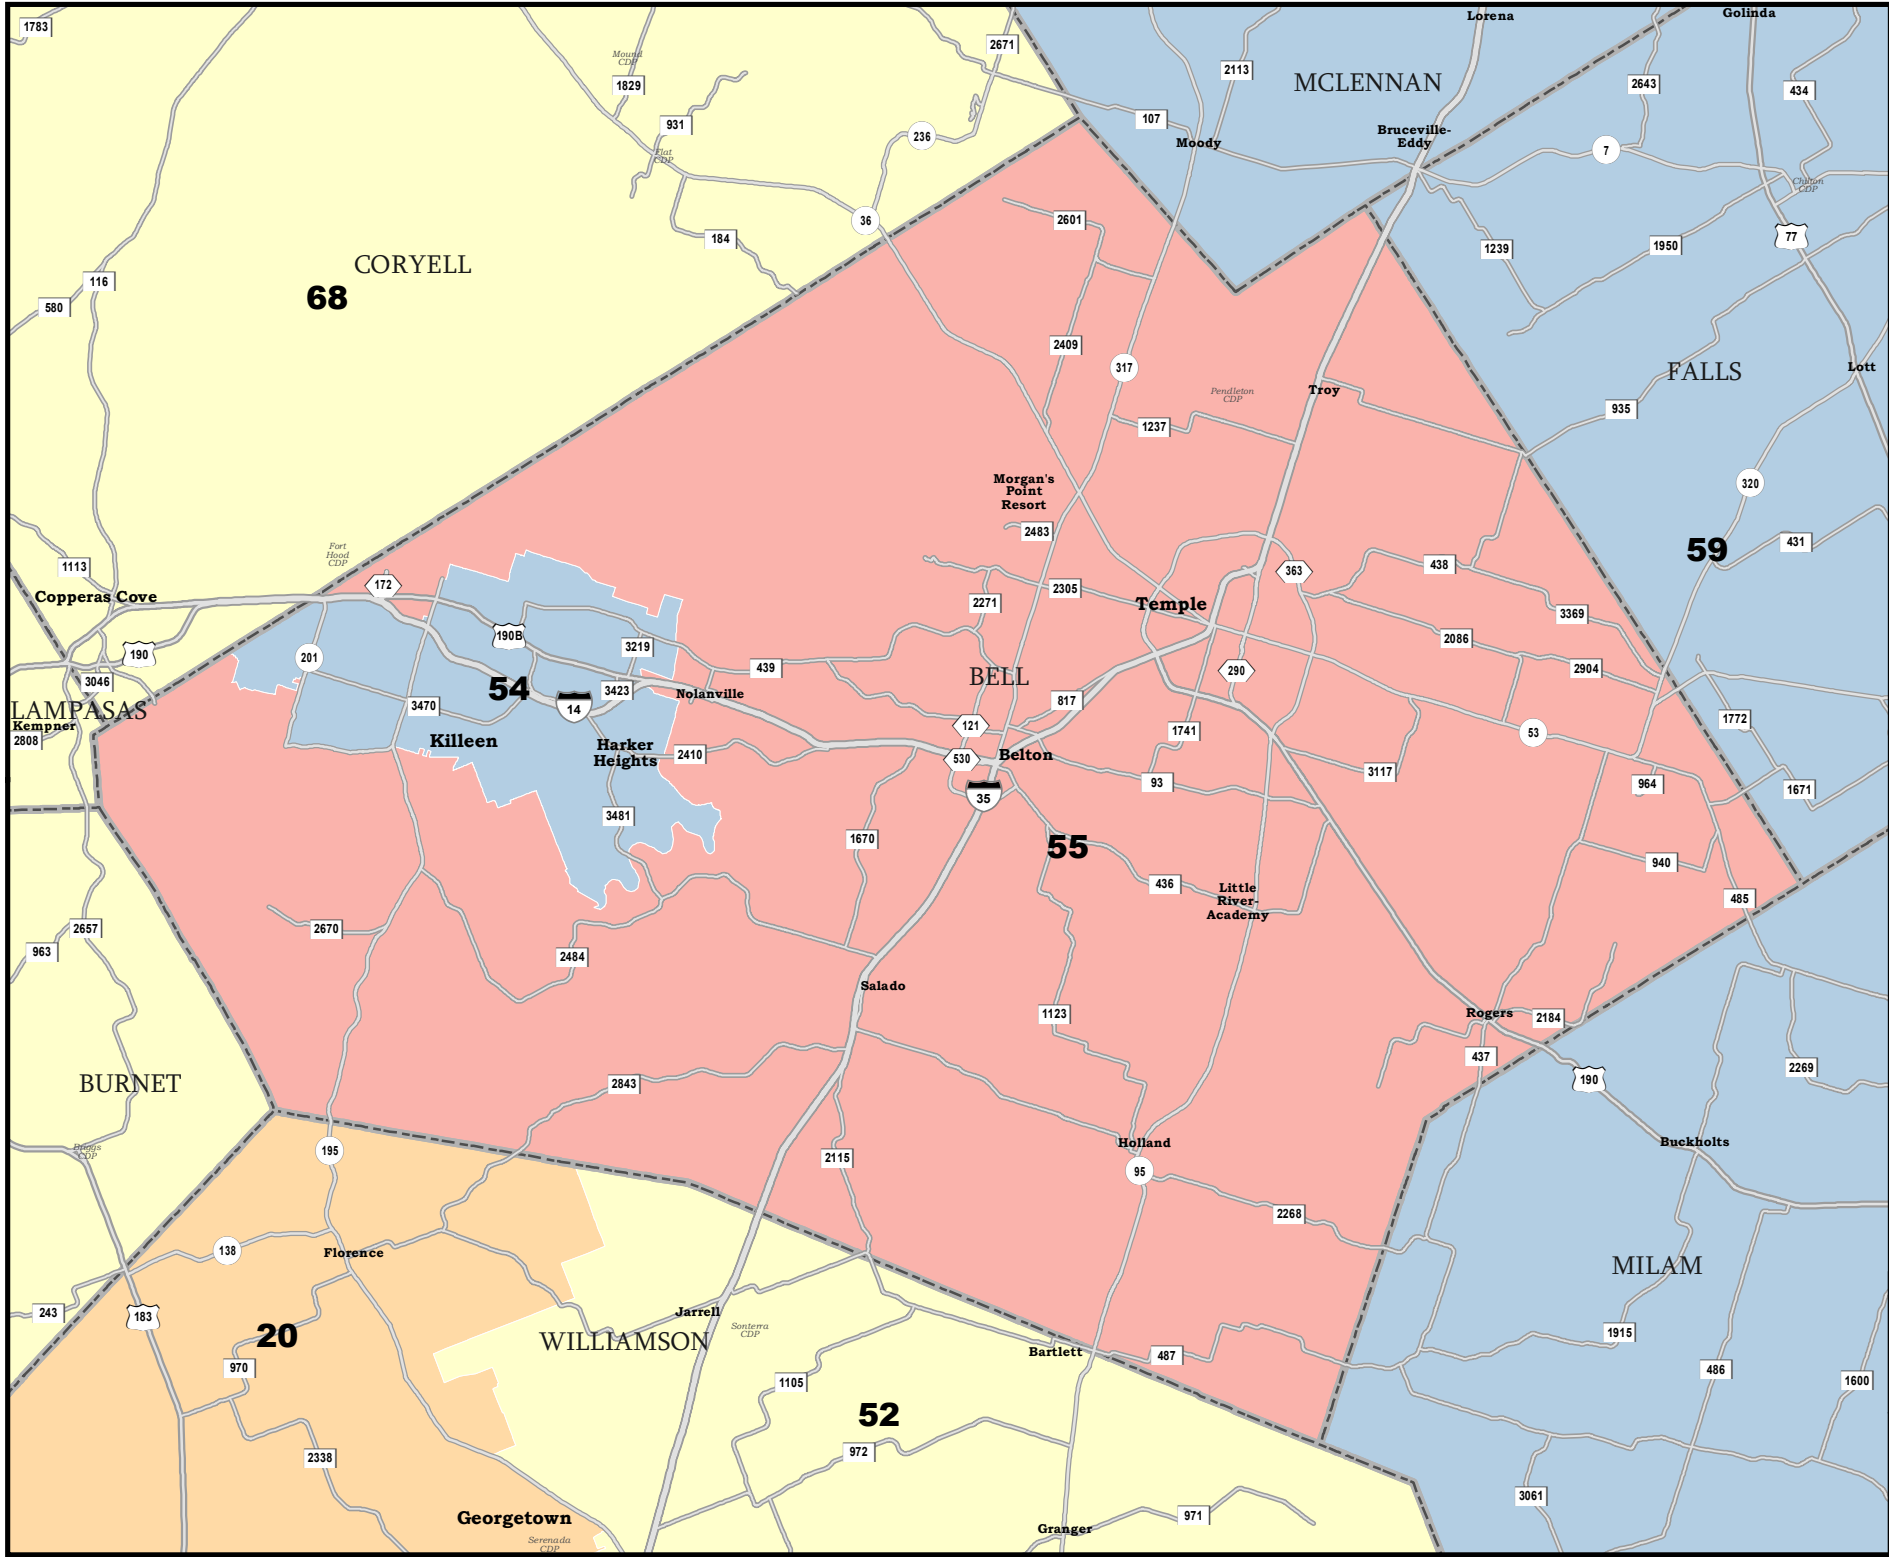 Lorena
Golinda
1783
Mound
CDP
2671
MCLENNAN
2113
2643
434
1829
931
236
107
Bruceville-
Eddy
Moody
7
Flat
CDP
Chilton
CDP
36
2601
184
1239
1950
77
CORYELL
68
116
580
2409
317
Pendleton
CDP
Troy
FALLS
Lott
935
1237
Morgan's
Point
Resort
320
2483
59
431
Fort
Hood
CDP
1113
172
363
438
Copperas Cove
2271
2305
Temple
3369
190B
2086
190
201
3219
439
BELL
290
2904
3046
54
3423
Nolanville
817
LAMPASAS
3470
14
121
1772
Kempner
2808
Killeen
Harker
Heights
2410
530
Belton
1741
53
93
3117
964
1671
35
3481
1670
55
940
436
Little
River-
Academy
485
2657
963
2670
2484
Salado
1123
Rogers
2184
437
2269
BURNET
2843
190
Briggs
CDP
195
2115
Holland
95
Buckholts
2268
138
Florence
MILAM
243
183
Jarrell
Sonterra
CDP
20
WILLIAMSON
1915
Bartlett
487
970
1105
486
1600
52
972
2338
3061
Georgetown
971
Granger
Serenada
CDP